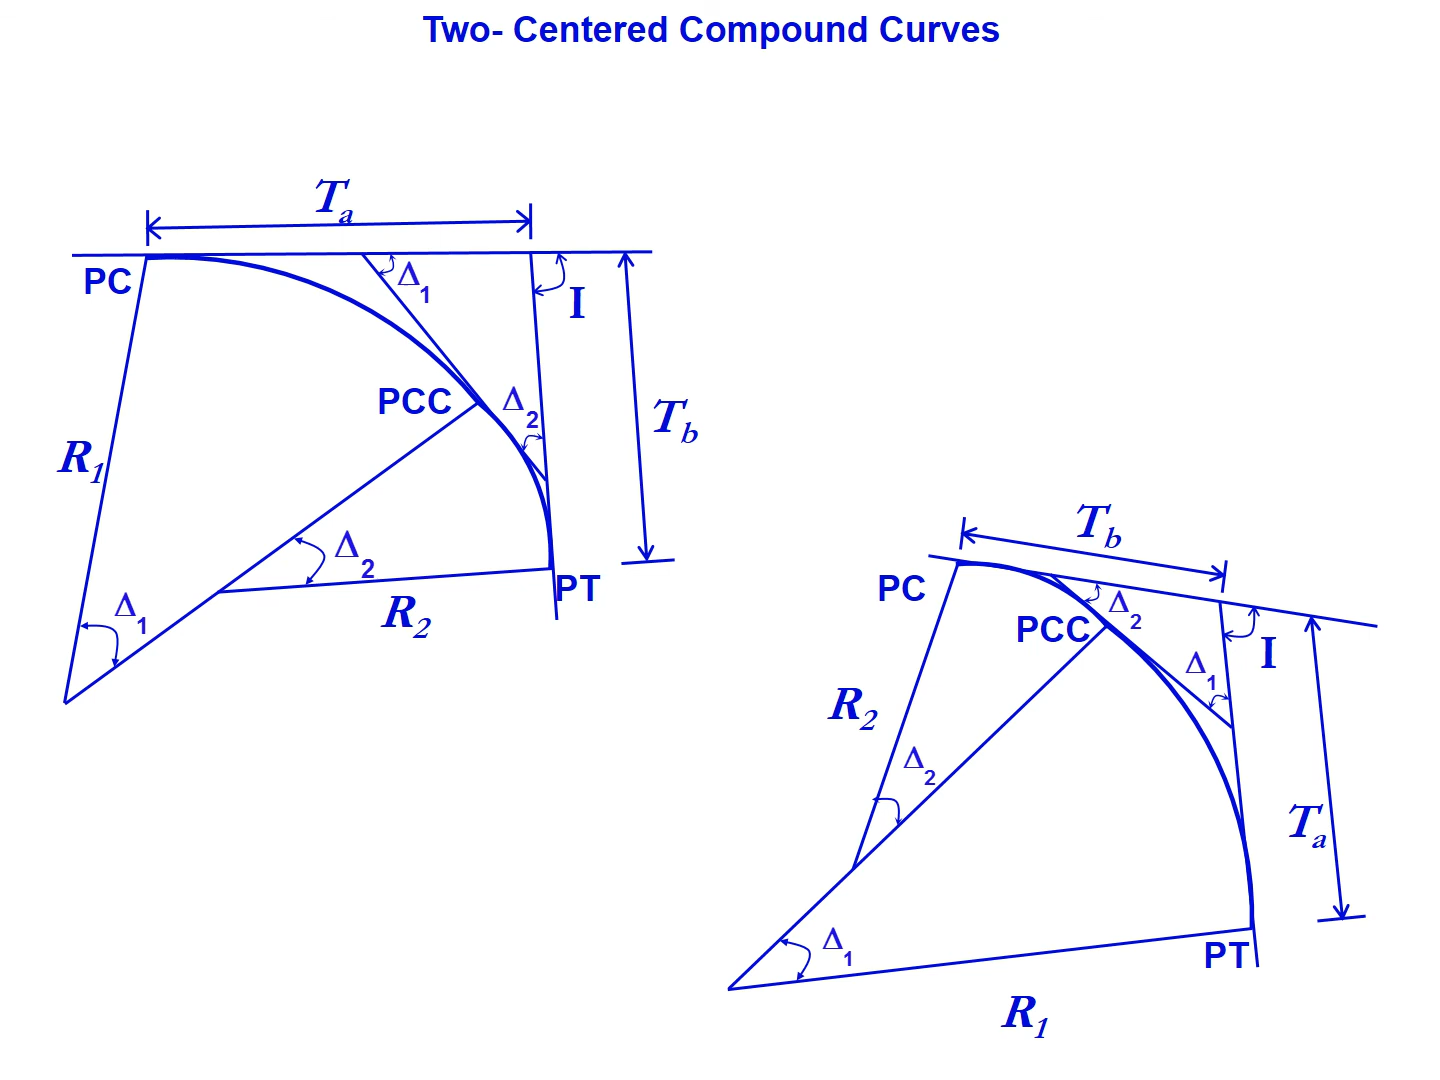 Two- Centered Compound Curves
Ta
PC
Δ1
I
PCC
Δ2
Tb
R1
Δ2
Δ1
PT
R2
Tb
PC
Δ2
PCC
I
Δ1
R2
Δ2
Ta
Δ1
PT
R1